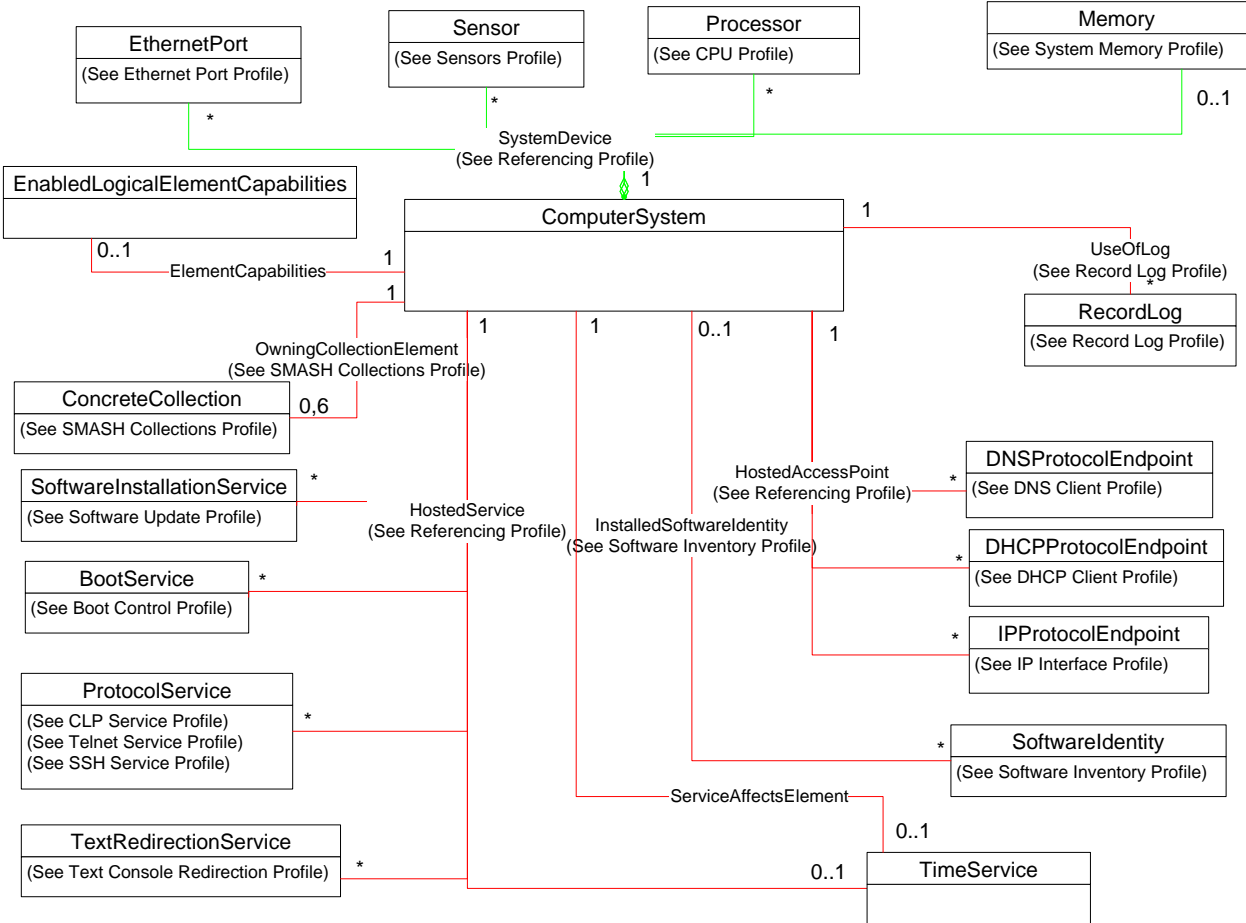 EthernetPort
(See Ethernet Port Profile)
*
Sensor
(See Sensors Profile)
*
Processor
(See CPU Profile)
*
Memory
(See System Memory Profile)
0..1
SystemDevice
(See Referencing Profile)
1
EnabledLogicalElementCapabilities
0..1
ElementCapabilities
1
ComputerSystem
1
UseOfLog
(See Record Log Profile)
*
RecordLog
(See Record Log Profile)
1
OwningCollectionElement
(See SMASH Collections Profile)
0,6
ConcreteCollection
(See SMASH Collections Profile)
1
1
0..1
1
SoftwareInstallationService
(See Software Update Profile)
*
HostedService
(See Referencing Profile)
InstalledSoftwareIdentity
(See Software Inventory Profile)
HostedAccessPoint
(See Referencing Profile)
*
DNSProtocolEndpoint
(See DNS Client Profile)
BootService
(See Boot Control Profile)
*
*
DHCPProtocolEndpoint
(See DHCP Client Profile)
*
IPProtocolEndpoint
(See IP Interface Profile)
ProtocolService
(See CLP Service Profile)
(See Telnet Service Profile)
(See SSH Service Profile)
*
*
SoftwareIdentity
(See Software Inventory Profile)
ServiceAffectsElement
0..1
TextRedirectionService
(See Text Console Redirection Profile)
*
0..1
TimeService